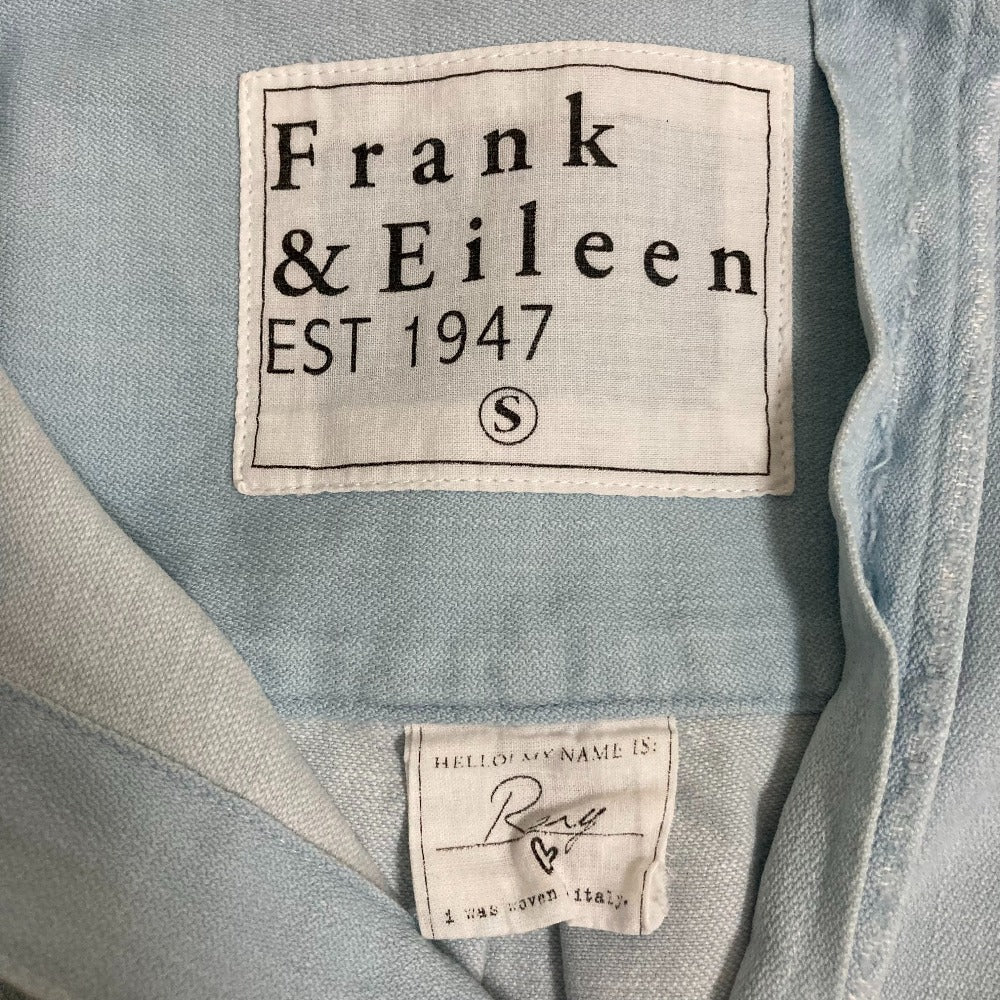 Frank
& Eileen
EST 1947
S
HELLO! MY NAME IS:
i was woven italy.